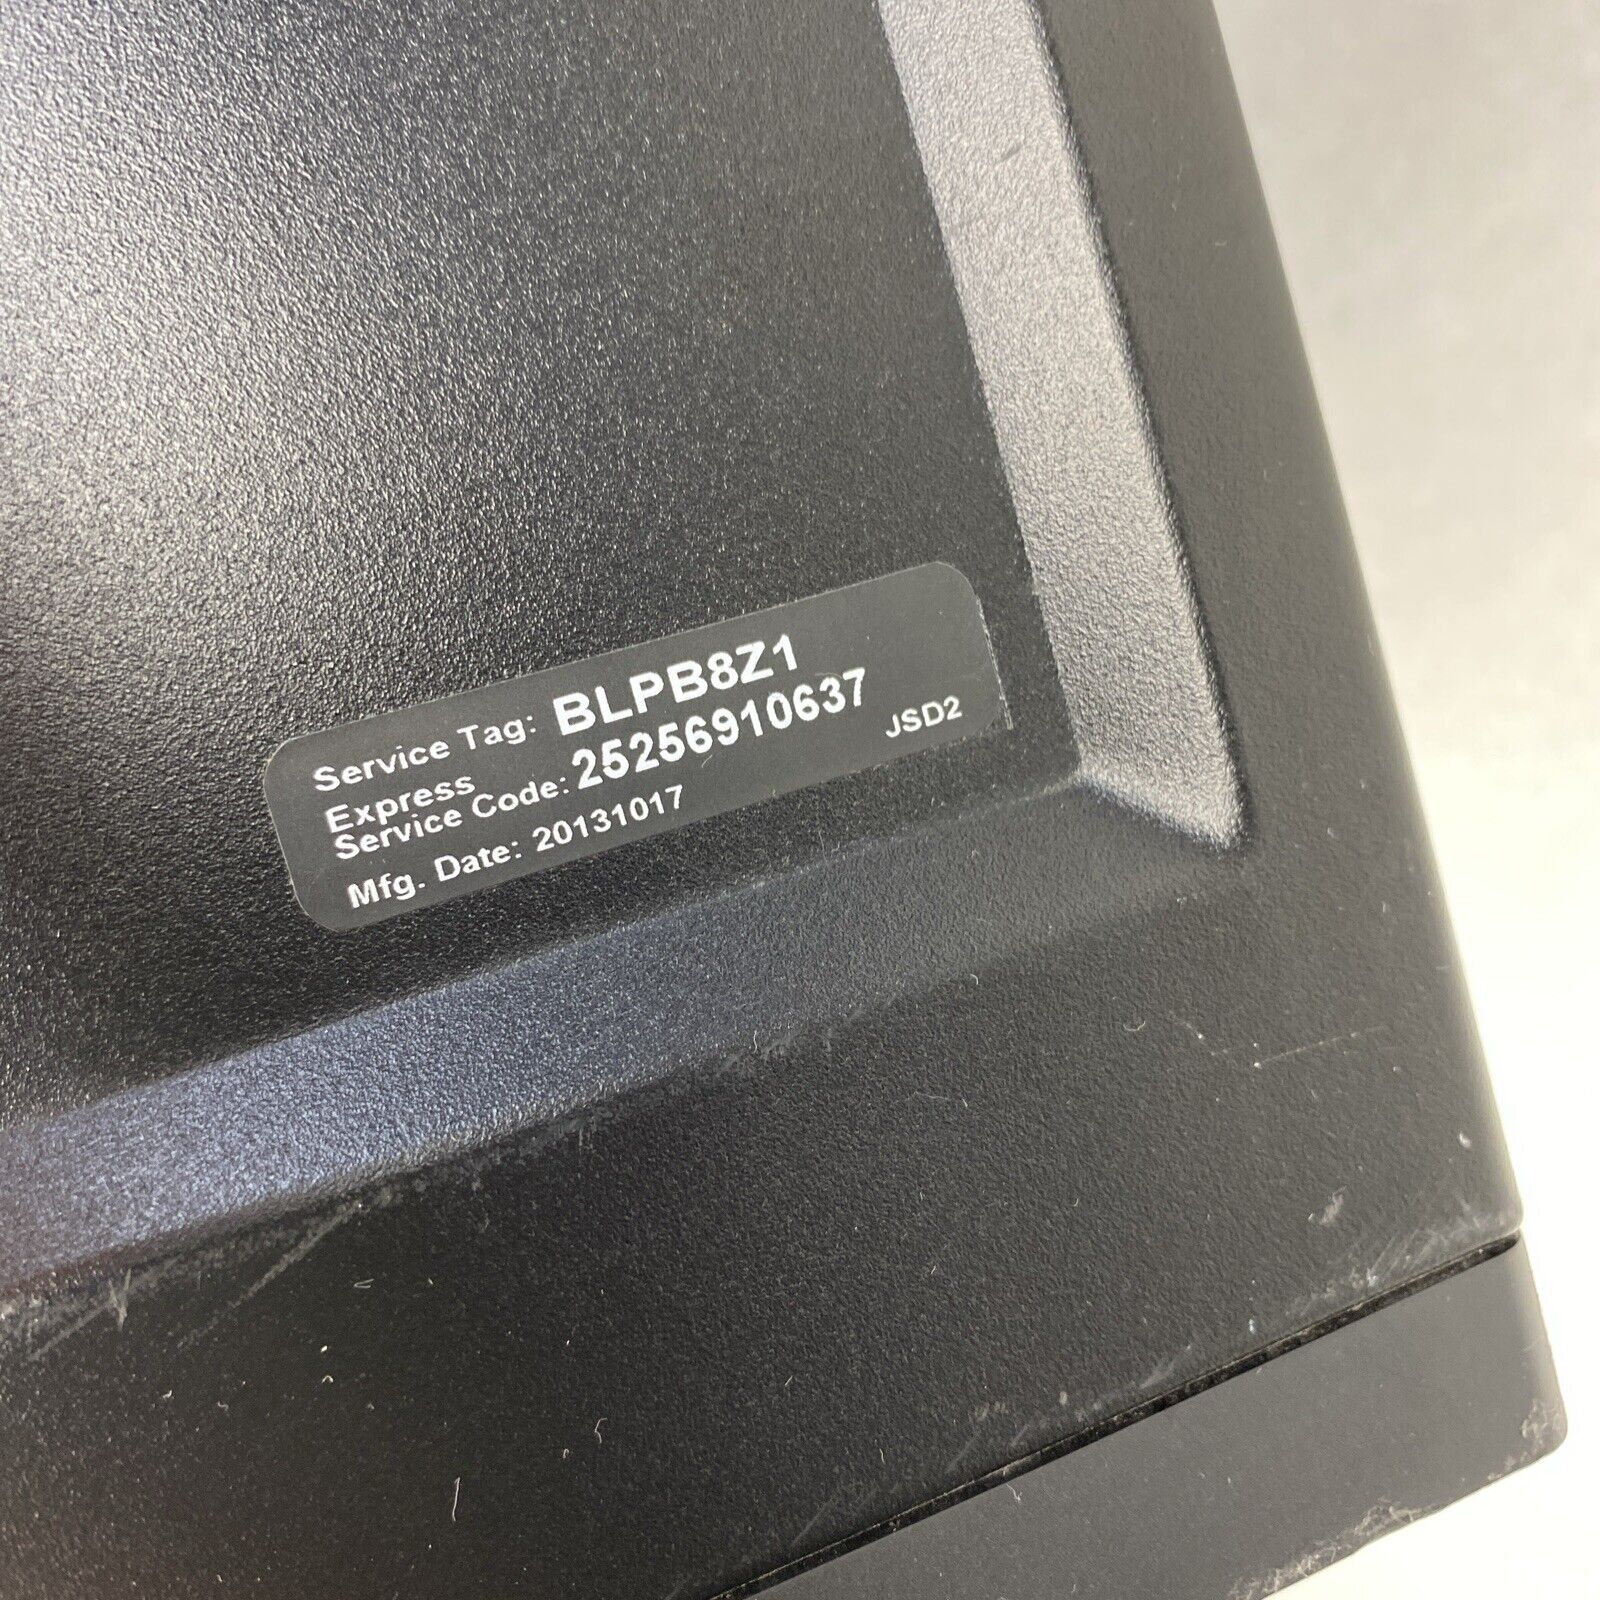 Service Tag: BLPB8Z1
Express
Service Code: 25256910637
Mfg. Date: 20131017 JSD2